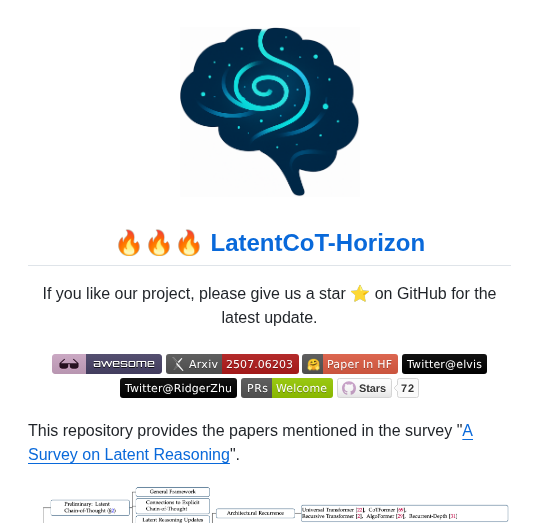 🔥🔥🔥 LatentCoT-Horizon
If you like our project, please give us a star ⭐ on GitHub for the
latest update.
awesome Arxiv 2507.06203 Paper In HF Twitter@elvis
Twitter@RidgerZhu PRs Welcome Stars 72
This repository provides the papers mentioned in the survey "A
Survey on Latent Reasoning".
General Framework
Preliminary: Latent
Chain-of-Thought (§2)
Connections to Explicit
Chain-of-Thought
Latent Reasoning Updates
Architectural Recurrence
Universal Transformer [22], CoTFormer [69],
Recursive Transformer [2], AlgoFormer [29], Recurrent-Depth [31]